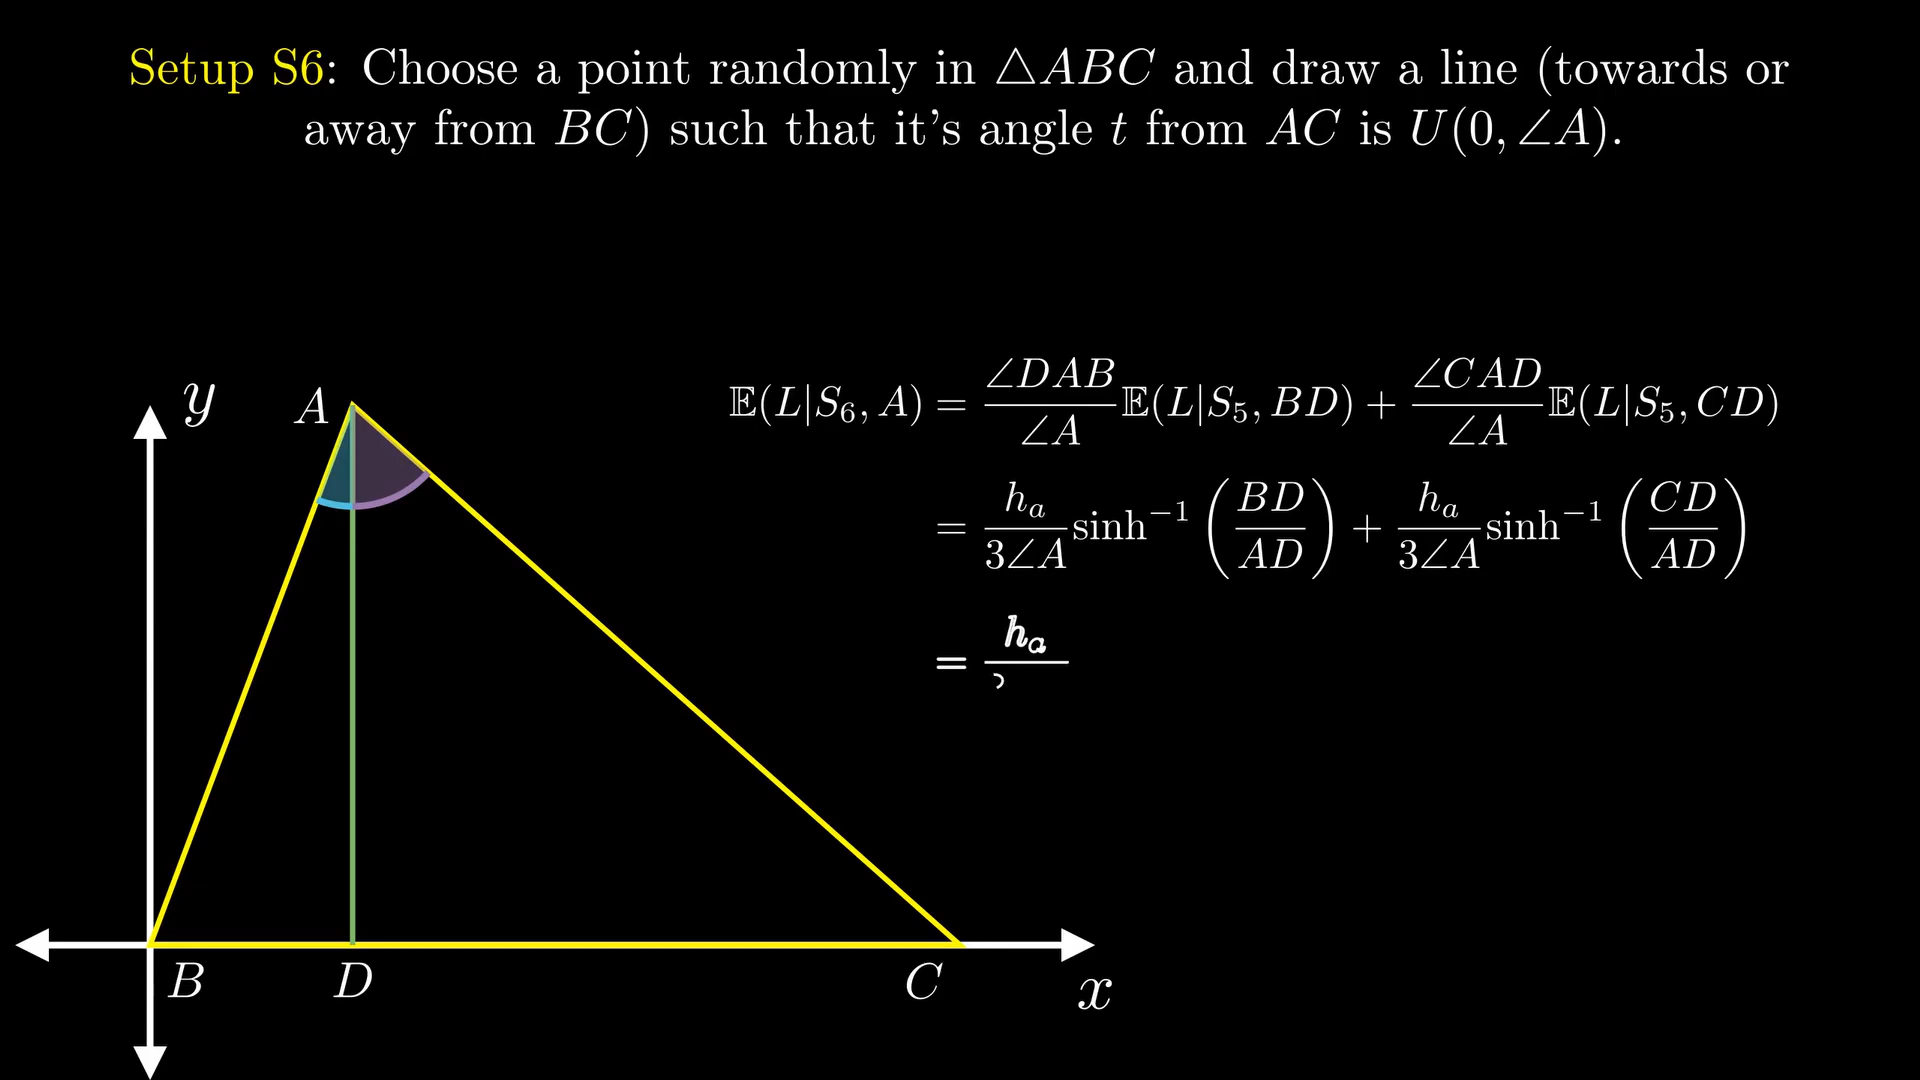 Setup S6: Choose a point randomly in △ABC and draw a line (towards or
away from BC) such that it's angle t from AC is U(0, ∠A).
𝔼(L|S₆, A) = ∠DAB/∠A 𝔼(L|S₅, BD) + ∠CAD/∠A 𝔼(L|S₅, CD)
= hₐ/3∠A sinh⁻¹(BD/AD) + hₐ/3∠A sinh⁻¹(CD/AD)
= hₐ
y
A
B
D
C
x